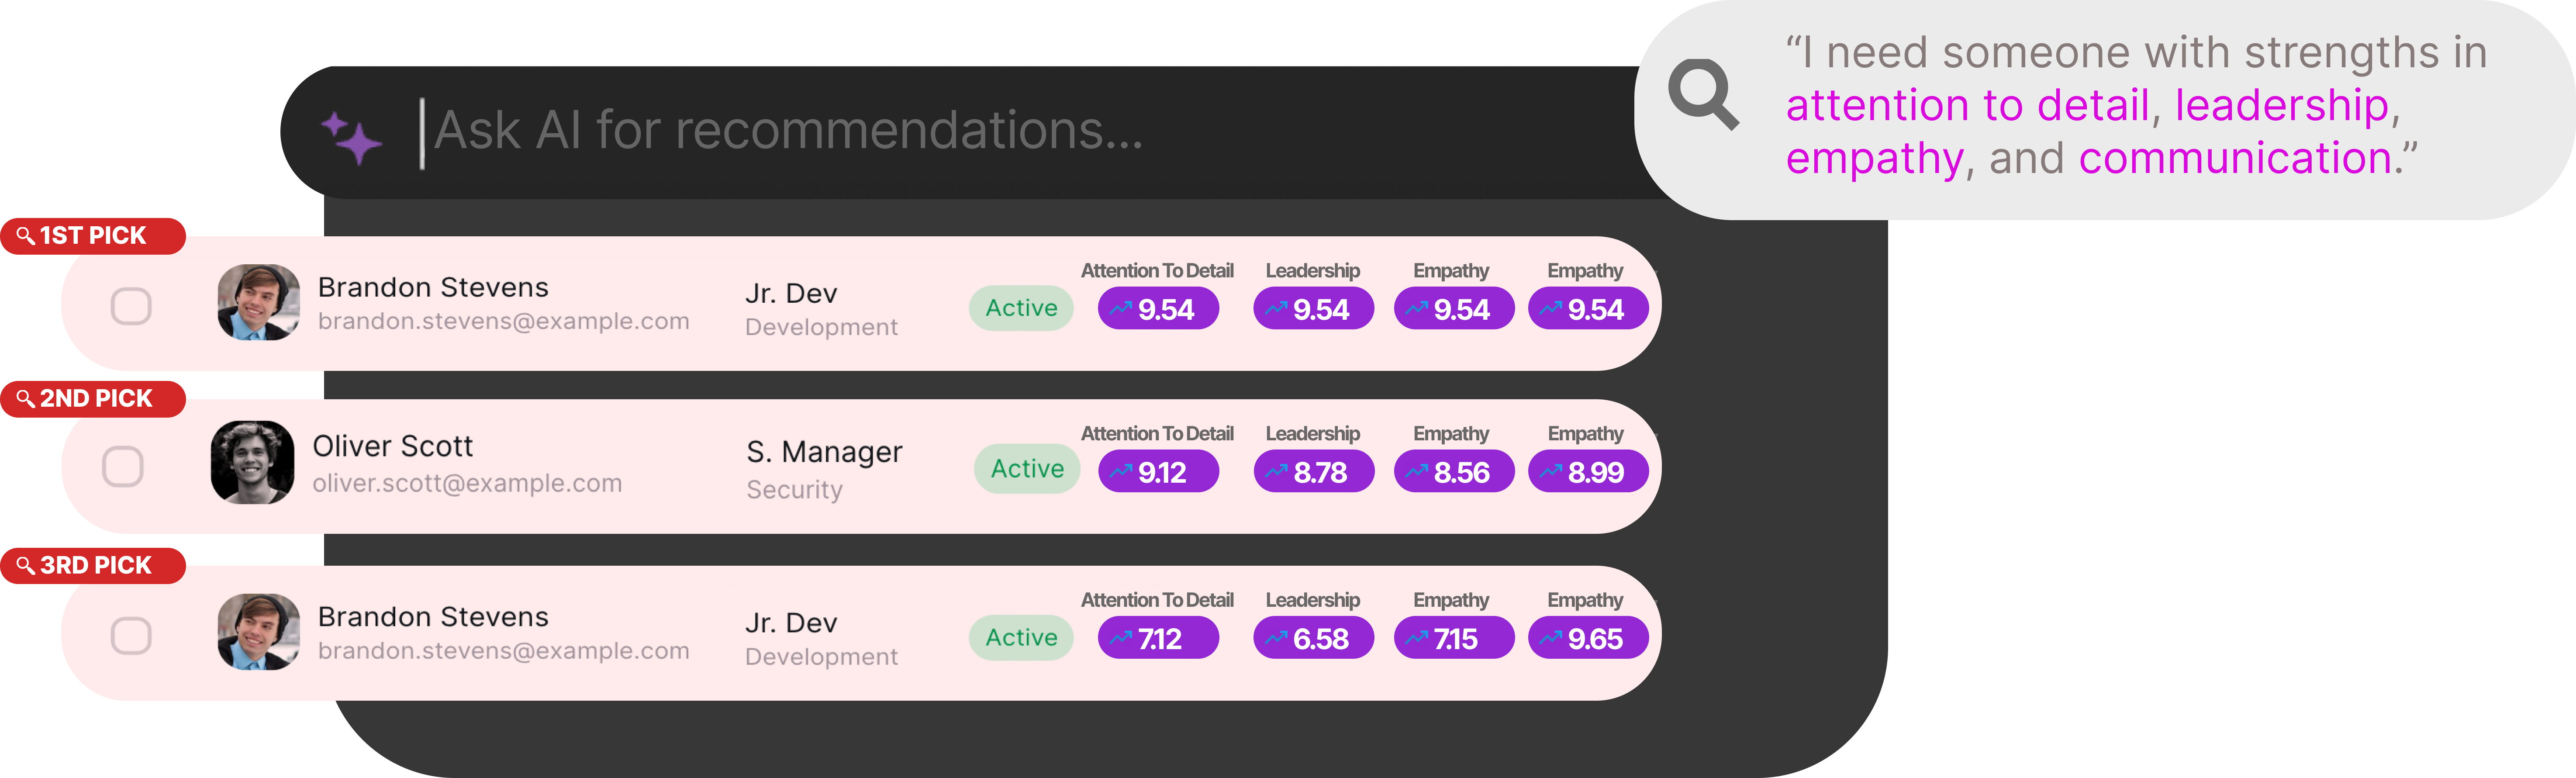 “I need someone with strengths in
attention to detail, leadership,
empathy, and communication.”
Ask AI for recommendations...
1ST PICK
Brandon Stevens
brandon.stevens@example.com
Jr. Dev
Development
Active
Attention To Detail
9.54
Leadership
9.54
Empathy
9.54
Empathy
9.54
2ND PICK
Oliver Scott
oliver.scott@example.com
S. Manager
Security
Active
Attention To Detail
9.12
Leadership
8.78
Empathy
8.56
Empathy
8.99
3RD PICK
Brandon Stevens
brandon.stevens@example.com
Jr. Dev
Development
Active
Attention To Detail
7.12
Leadership
6.58
Empathy
7.15
Empathy
9.65